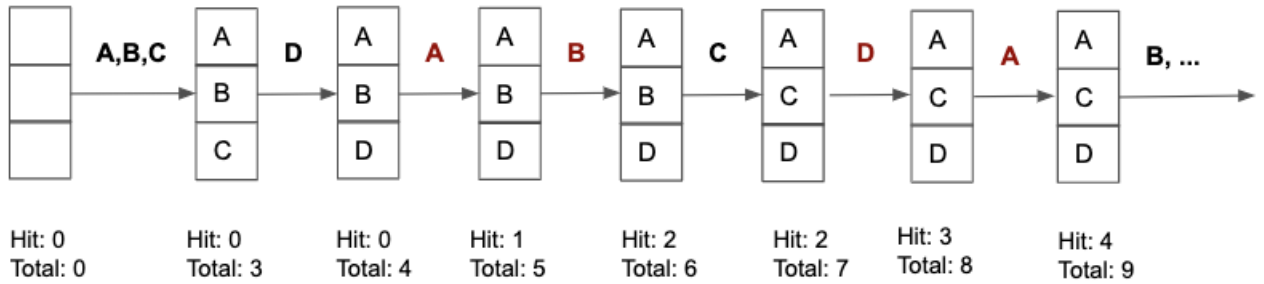 A,B,C
D
A
B
C
D
A
B, ...
A
B
C
A
B
D
A
B
D
A
B
D
A
C
D
A
C
D
A
C
D
Hit: 0
Total: 0
Hit: 0
Total: 3
Hit: 0
Total: 4
Hit: 1
Total: 5
Hit: 2
Total: 6
Hit: 2
Total: 7
Hit: 3
Total: 8
Hit: 4
Total: 9